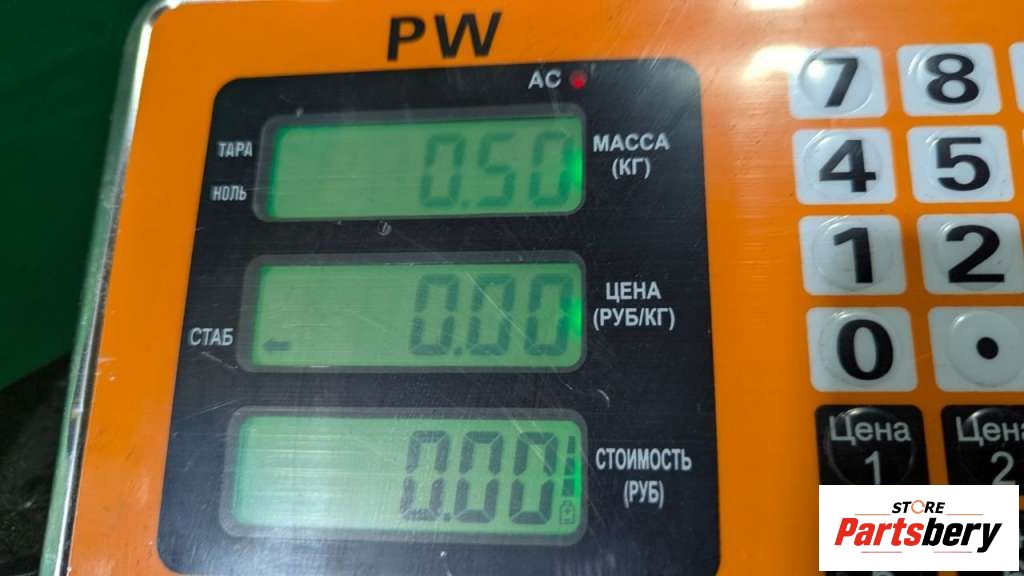 PW
AC
7 8
ТАРА 0.50 МАССА
(КГ)
НОЛЬ
4 5
1 2
0.00 ЦЕНА
(РУБ/КГ)
СТАБ
0 .
0.00 СТОИМОСТЬ
(РУБ)
Цена
1
2
STORE
Partsbery